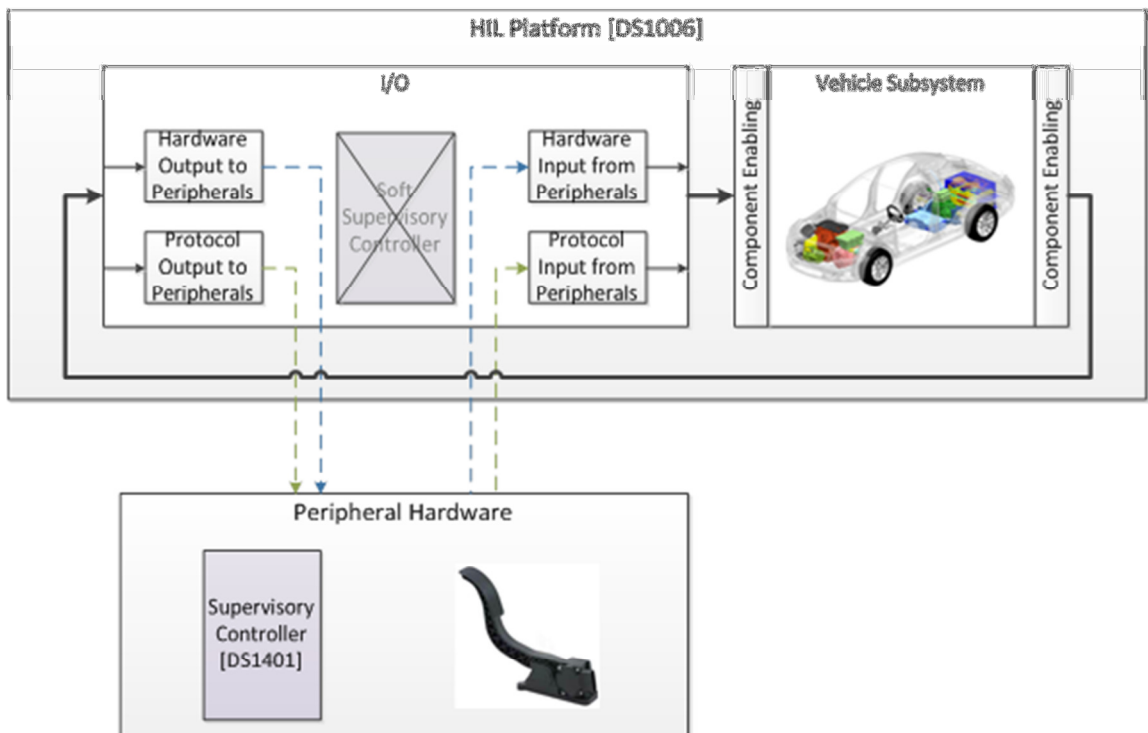 HIL Platform [DS1006]
I/O
Hardware
Output to
Peripherals
Protocol
Output to
Peripherals
Soft
Supervisory
Controller
Hardware
Input from
Peripherals
Protocol
Input from
Peripherals
Component Enabling
Vehicle Subsystem
Component Enabling
Peripheral Hardware
Supervisory
Controller
[DS1401]